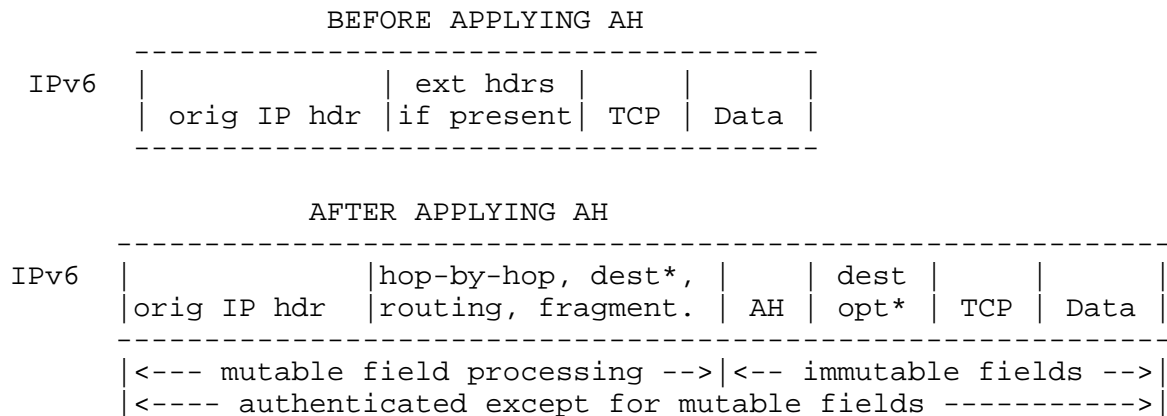 BEFORE APPLYING AH
       ---------------------------------------
 IPv6  |              | ext hdrs |     |      |
       | orig IP hdr  |if present| TCP | Data |
       ---------------------------------------

                 AFTER APPLYING AH
      ------------------------------------------------------------
IPv6  |             |hop-by-hop, dest*, |    | dest |     |      |
      |orig IP hdr  |routing, fragment. | AH | opt* | TCP | Data |
      ------------------------------------------------------------
      |<--- mutable field processing -->|<-- immutable fields -->|
      |<---- authenticated except for mutable fields ----------->|